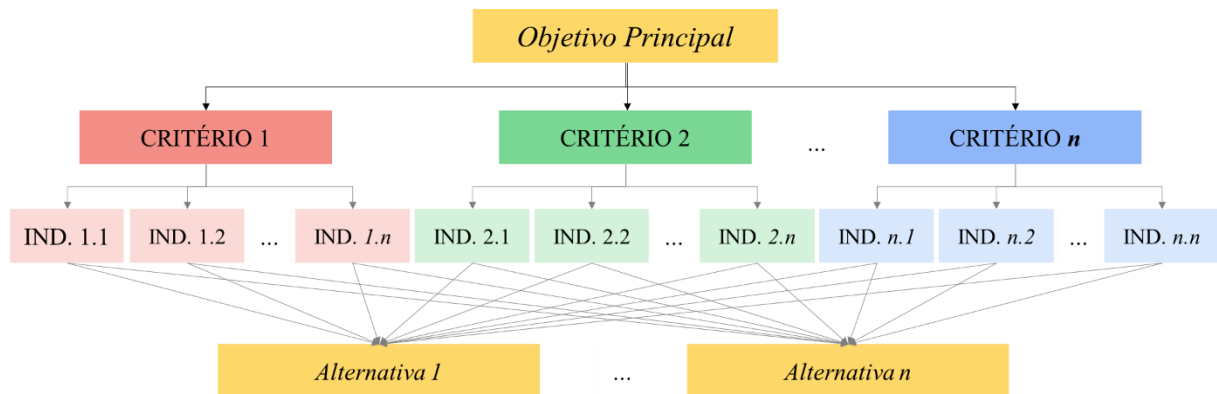 Objetivo Principal
CRITÉRIO 1
CRITÉRIO 2
...
CRITÉRIO n
IND. 1.1
IND. 1.2
...
IND. 1.n
IND. 2.1
IND. 2.2
...
IND. 2.n
IND. n.1
IND. n.2
...
IND. n.n
Alternativa 1
...
Alternativa n